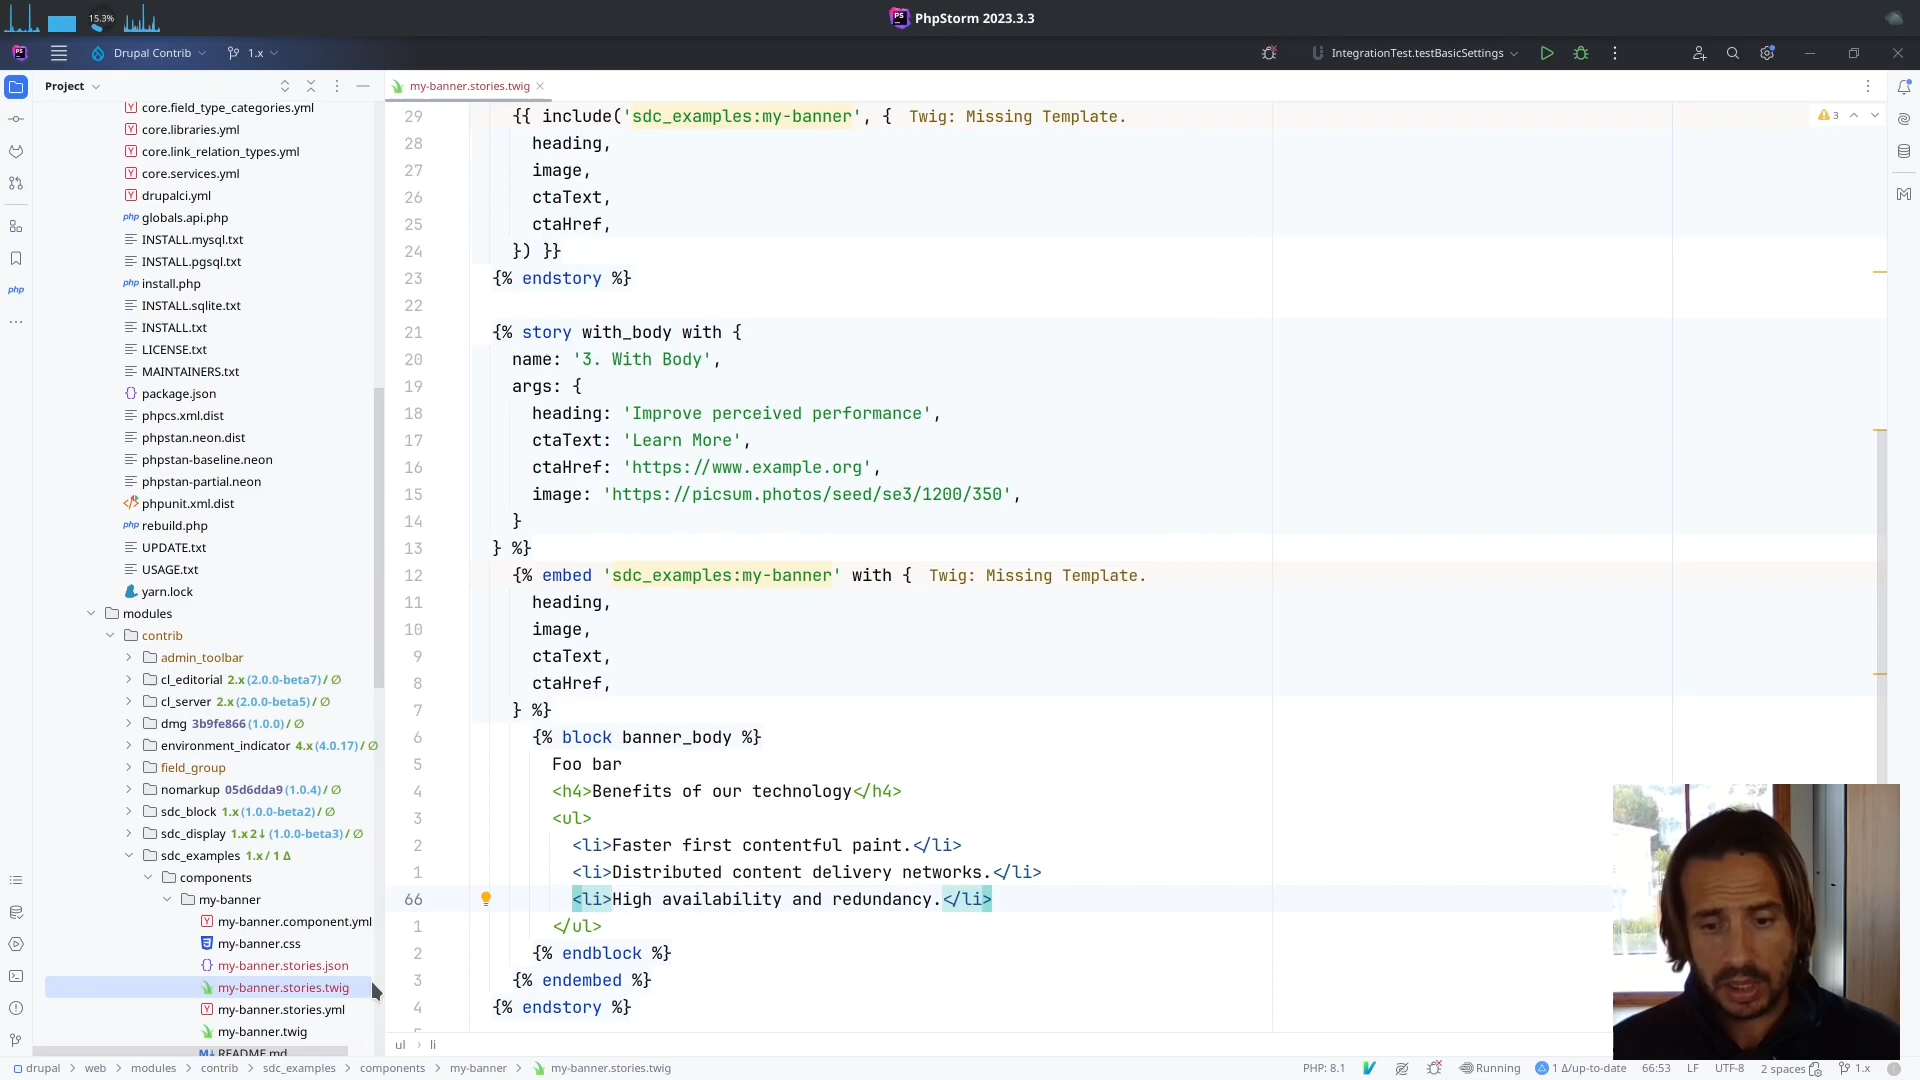 15.3%
PhpStorm 2023.3.3
Drupal Contrib
1.x
IntegrationTest.testBasicSettings
Project
core.field_type_categories.yml
core.libraries.yml
core.link_relation_types.yml
core.services.yml
drupalci.yml
globals.api.php
INSTALL.mysql.txt
INSTALL.pgsql.txt
install.php
INSTALL.sqlite.txt
INSTALL.txt
LICENSE.txt
MAINTAINERS.txt
package.json
phpcs.xml.dist
phpstan.neon.dist
phpstan-baseline.neon
phpstan-partial.neon
phpunit.xml.dist
rebuild.php
UPDATE.txt
USAGE.txt
yarn.lock
modules
contrib
admin_toolbar
cl_editorial 2.x (2.0.0-beta7) / ∅
cl_server 2.x (2.0.0-beta5) / ∅
dmg 3b9fe866 (1.0.0) / ∅
environment_indicator 4.x (4.0.17) / ∅
field_group
nomarkup 05d6dda9 (1.0.4) / ∅
sdc_block 1.x (1.0.0-beta2) / ∅
sdc_display 1.x 2↓ (1.0.0-beta3) / ∅
sdc_examples 1.x / 1 Δ
components
my-banner
my-banner.component.yml
my-banner.css
my-banner.stories.json
my-banner.stories.twig
my-banner.stories.yml
my-banner.twig
README.md
my-banner.stories.twig
3
29 {{ include('sdc_examples:my-banner', { Twig: Missing Template.
28 heading,
27 image,
26 ctaText,
25 ctaHref,
24 }) }}
23 {% endstory %}
22
21 {% story with_body with {
20 name: '3. With Body',
19 args: {
18 heading: 'Improve perceived performance',
17 ctaText: 'Learn More',
16 ctaHref: 'https://www.example.org',
15 image: 'https://picsum.photos/seed/se3/1200/350',
14 }
13 } %}
12 {% embed 'sdc_examples:my-banner' with { Twig: Missing Template.
11 heading,
10 image,
9 ctaText,
8 ctaHref,
7 } %}
6 {% block banner_body %}
5 Foo bar
4 <h4>Benefits of our technology</h4>
3 <ul>
2 <li>Faster first contentful paint.</li>
1 <li>Distributed content delivery networks.</li>
66 <li>High availability and redundancy.</li>
1 </ul>
2 {% endblock %}
3 {% endembed %}
4 {% endstory %}
ul › li
drupal > web > modules > contrib > sdc_examples > components > my-banner > my-banner.stories.twig
PHP: 8.1
Running
1 Δ/up-to-date
66:53
LF
UTF-8
2 spaces
1.x